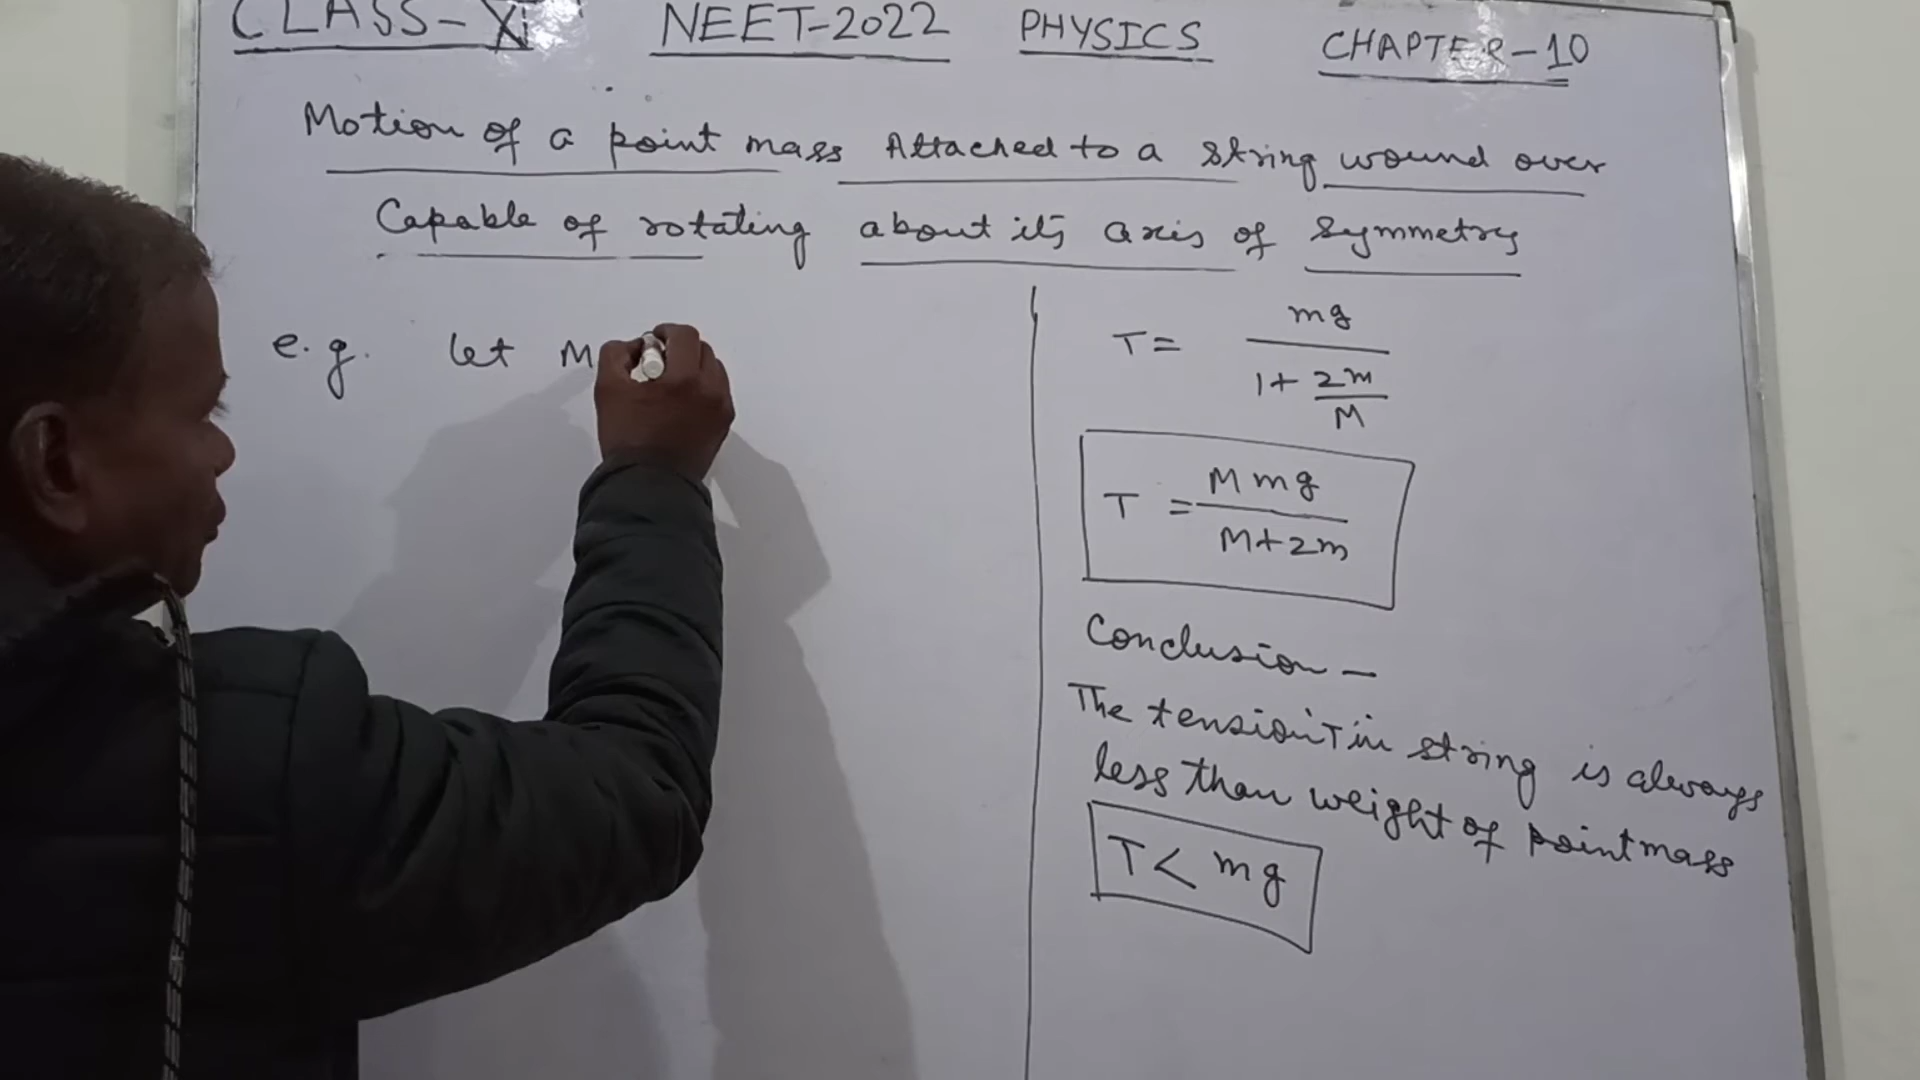 CLASS-XI NEET-2022 PHYSICS CHAPTER-10
Motion of a point mass Attached to a string wound over
Capable of rotating about its axis of symmetry
e.g. let M
T = mg / 1+ 2m/M
T = M m g / M+2m
Conclusion -
The tension 'T' in string is always
less than weight of point mass
T < mg